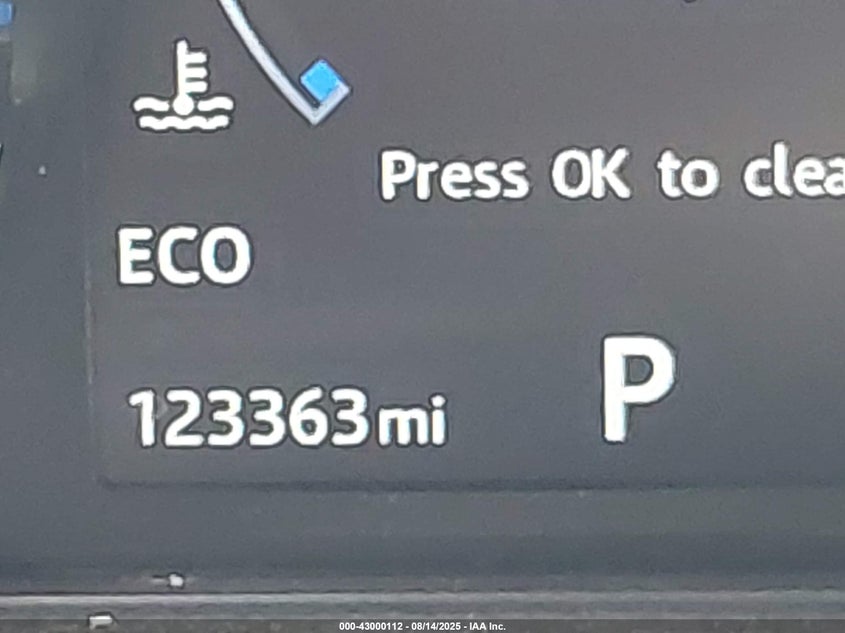 Press OK to clea
ECO
P
123363mi
000-43000112 - 08/14/2025 - IAA Inc.